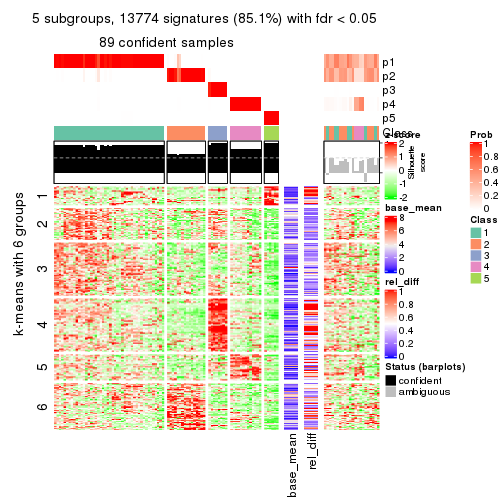 5 subgroups, 13774 signatures (85.1%) with fdr < 0.05
89 confident samples
p1
p2
p3
p4
p5
Class
Silhouette
score
k-means with 6 groups
1
2
3
4
5
6
base_mean
rel_diff
z-score
2
1
0
-1
-2
base_mean
8
6
4
2
0
rel_diff
1
0.8
0.6
0.4
0.2
0
Status (barplots)
confident
ambiguous
Prob
1
0.8
0.6
0.4
0.2
0
Class
1
2
3
4
5